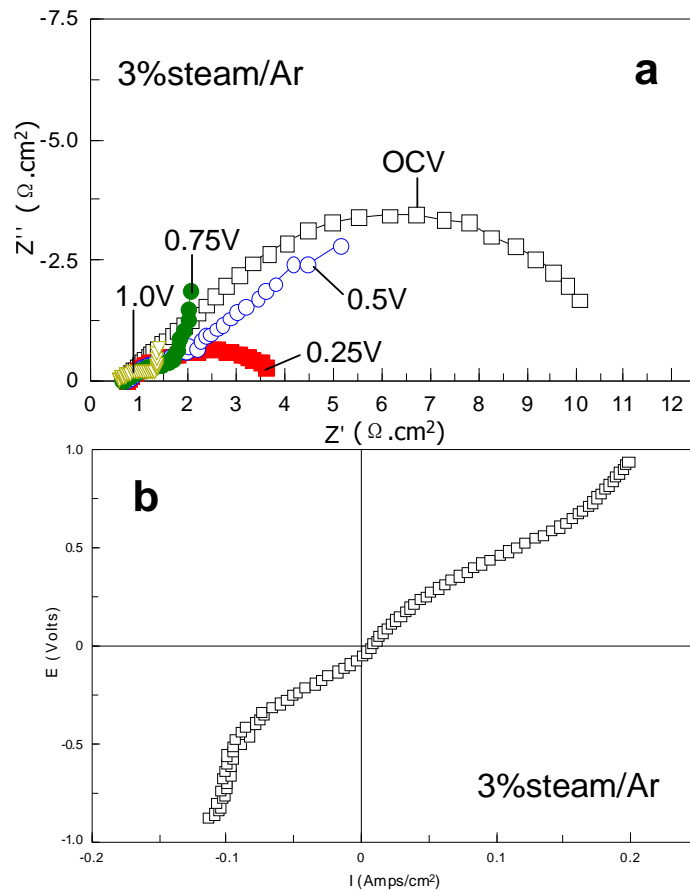 -7.5
3%steam/Ar
a
-5.0
OCV
Z'' ( Ω.cm²)
0.75V
-2.5
1.0V
0.5V
0.25V
0
0 1 2 3 4 5 6 7 8 9 10 11 12
Z' ( Ω.cm²)
1.0
b
0.5
E (Volts)
0
-0.5
3%steam/Ar
-1.0
-0.2 -0.1 0 0.1 0.2
I (Amps/cm²)